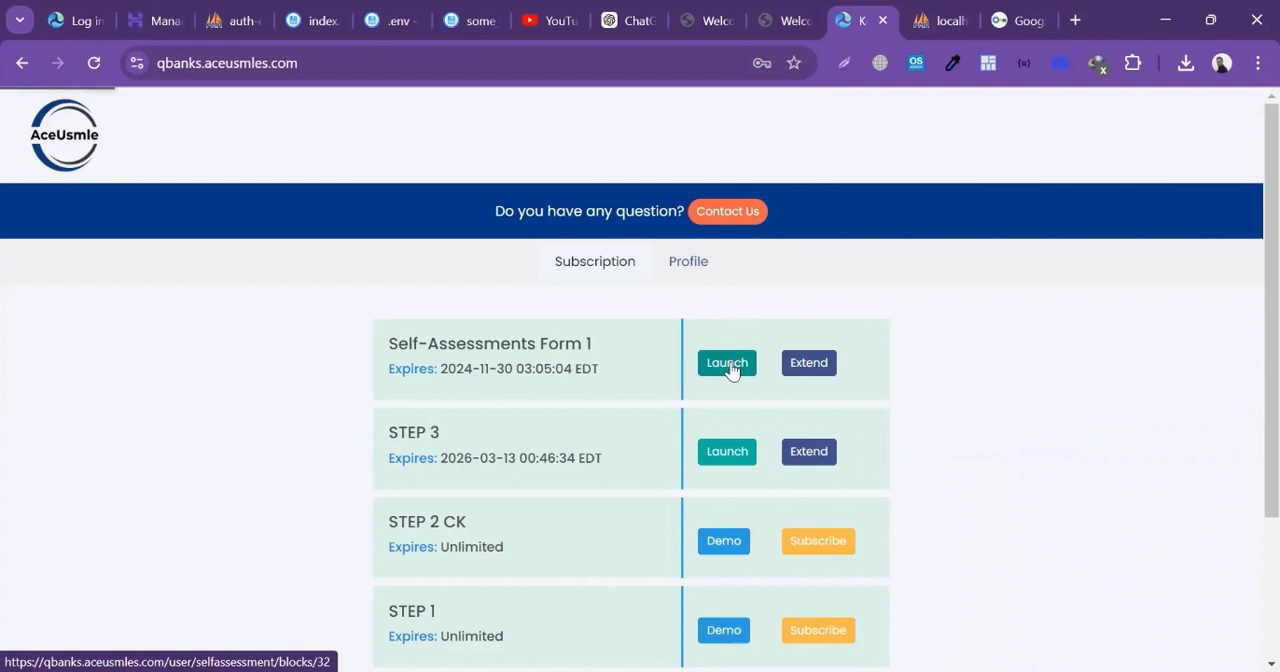 Log in
Mana
auth-
index.
.env -
some_
YouTu
ChatG
Welco
Welco
K
localh
Goog
qbanks.aceusmles.com
OS
x
AceUsmle
Do you have any question? Contact Us
Subscription
Profile
Self-Assessments Form 1
Expires: 2024-11-30 03:05:04 EDT
Launch
Extend
STEP 3
Expires: 2026-03-13 00:46:34 EDT
Launch
Extend
STEP 2 CK
Expires: Unlimited
Demo
Subscribe
STEP 1
Expires: Unlimited
Demo
Subscribe
https://qbanks.aceusmles.com/user/selfassessment/blocks/32